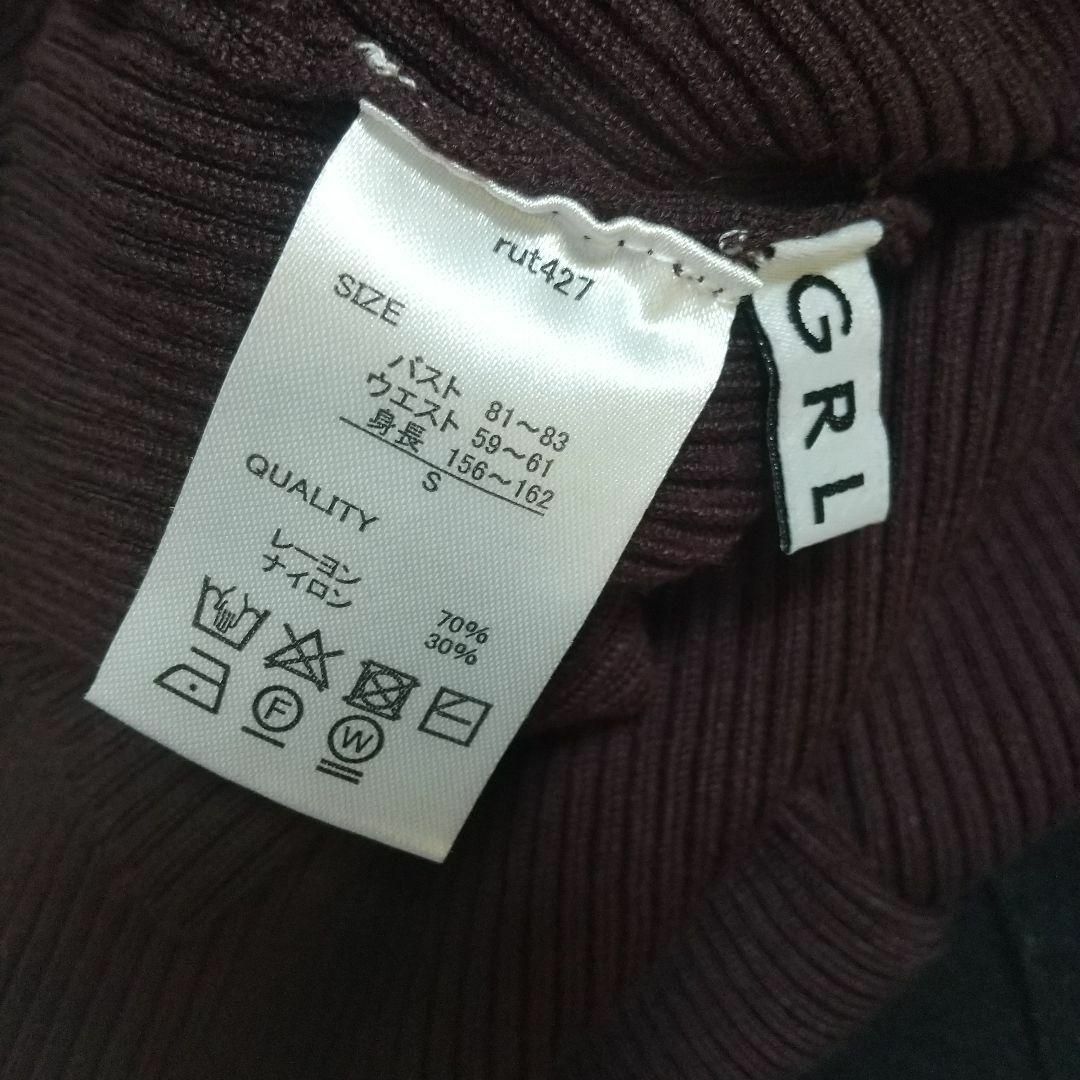 rut427
SIZE
バスト 81～83
ウエスト 59～61
身長 156～162
S
QUALITY
レーヨン 70%
ナイロン 30%
F
W
GRL